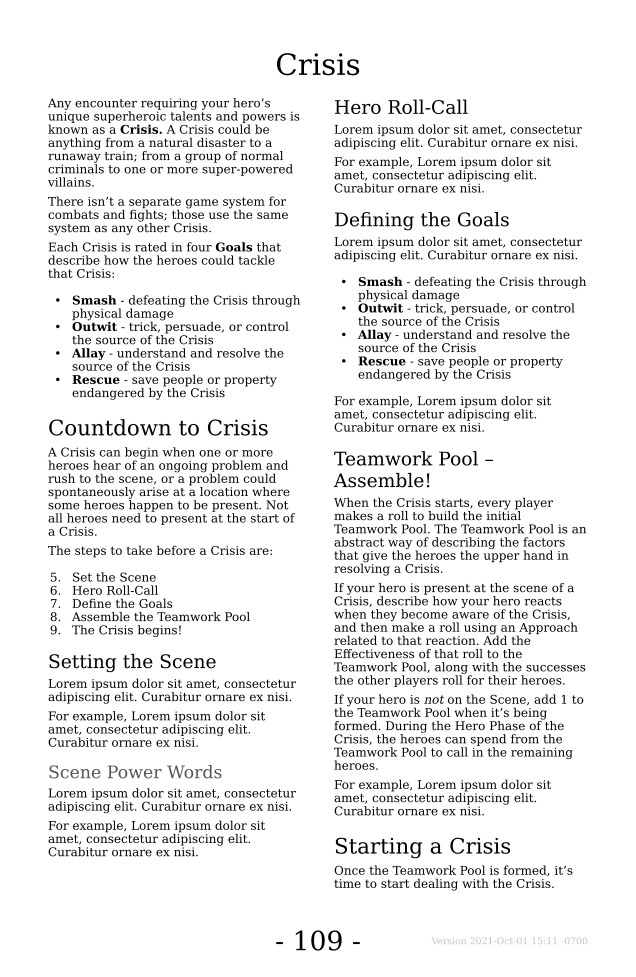 Crisis
Any encounter requiring your hero’s
unique superheroic talents and powers is
known as a Crisis. A Crisis could be
anything from a natural disaster to a
runaway train; from a group of normal
criminals to one or more super-powered
villains.
There isn’t a separate game system for
combats and fights; those use the same
system as any other Crisis.
Each Crisis is rated in four Goals that
describe how the heroes could tackle
that Crisis:
• Smash - defeating the Crisis through
physical damage
• Outwit - trick, persuade, or control
the source of the Crisis
• Allay - understand and resolve the
source of the Crisis
• Rescue - save people or property
endangered by the Crisis
Countdown to Crisis
A Crisis can begin when one or more
heroes hear of an ongoing problem and
rush to the scene, or a problem could
spontaneously arise at a location where
some heroes happen to be present. Not
all heroes need to present at the start of
a Crisis.
The steps to take before a Crisis are:
5. Set the Scene
6. Hero Roll-Call
7. Define the Goals
8. Assemble the Teamwork Pool
9. The Crisis begins!
Setting the Scene
Lorem ipsum dolor sit amet, consectetur
adipiscing elit. Curabitur ornare ex nisi.
For example, Lorem ipsum dolor sit
amet, consectetur adipiscing elit.
Curabitur ornare ex nisi.
Scene Power Words
Lorem ipsum dolor sit amet, consectetur
adipiscing elit. Curabitur ornare ex nisi.
For example, Lorem ipsum dolor sit
amet, consectetur adipiscing elit.
Curabitur ornare ex nisi.
Hero Roll-Call
Lorem ipsum dolor sit amet, consectetur
adipiscing elit. Curabitur ornare ex nisi.
For example, Lorem ipsum dolor sit
amet, consectetur adipiscing elit.
Curabitur ornare ex nisi.
Defining the Goals
Lorem ipsum dolor sit amet, consectetur
adipiscing elit. Curabitur ornare ex nisi.
• Smash - defeating the Crisis through
physical damage
• Outwit - trick, persuade, or control
the source of the Crisis
• Allay - understand and resolve the
source of the Crisis
• Rescue - save people or property
endangered by the Crisis
For example, Lorem ipsum dolor sit
amet, consectetur adipiscing elit.
Curabitur ornare ex nisi.
Teamwork Pool –
Assemble!
When the Crisis starts, every player
makes a roll to build the initial
Teamwork Pool. The Teamwork Pool is an
abstract way of describing the factors
that give the heroes the upper hand in
resolving a Crisis.
If your hero is present at the scene of a
Crisis, describe how your hero reacts
when they become aware of the Crisis,
and then make a roll using an Approach
related to that reaction. Add the
Effectiveness of that roll to the
Teamwork Pool, along with the successes
the other players roll for their heroes.
If your hero is not on the Scene, add 1 to
the Teamwork Pool when it’s being
formed. During the Hero Phase of the
Crisis, the heroes can spend from the
Teamwork Pool to call in the remaining
heroes.
For example, Lorem ipsum dolor sit
amet, consectetur adipiscing elit.
Curabitur ornare ex nisi.
Starting a Crisis
Once the Teamwork Pool is formed, it’s
time to start dealing with the Crisis.
- 109 -
Version 2021-Oct-01 15:11 -0700